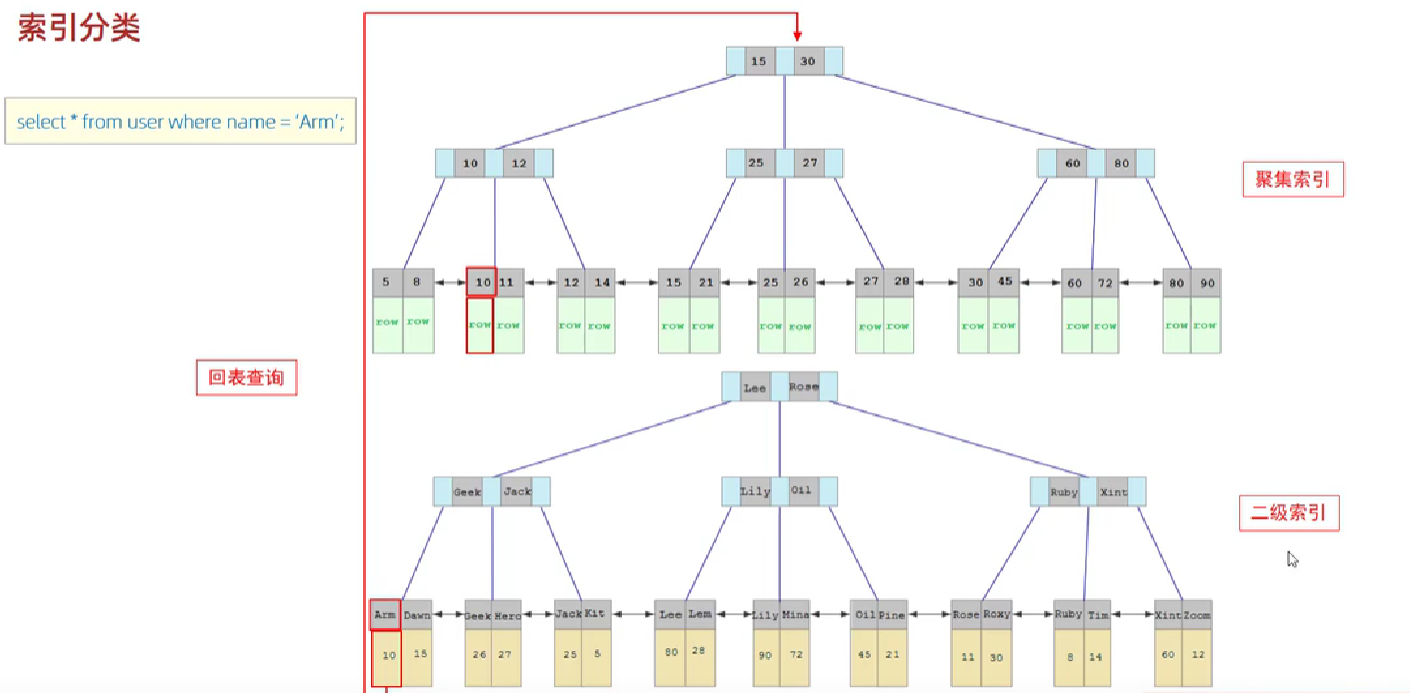 索引分类
select * from user where name = ‘Arm’;
15 30
10 12 25 27 60 80
聚集索引
5 8 10 11 12 14 15 21 25 26 27 28 30 45 60 72 80 90
row row row row row row row row row row row row row row row row row row
回表查询
Lee Rose
Geek Jack Lily Oil Ruby Xint
二级索引
Arm Dawn Geek Hero Jack Kit Lee Lem Lily Mina Oil Pine Rose Roxy Ruby Tim Xint Zoom
10 15 26 27 25 5 80 28 90 72 45 21 11 30 8 14 60 12